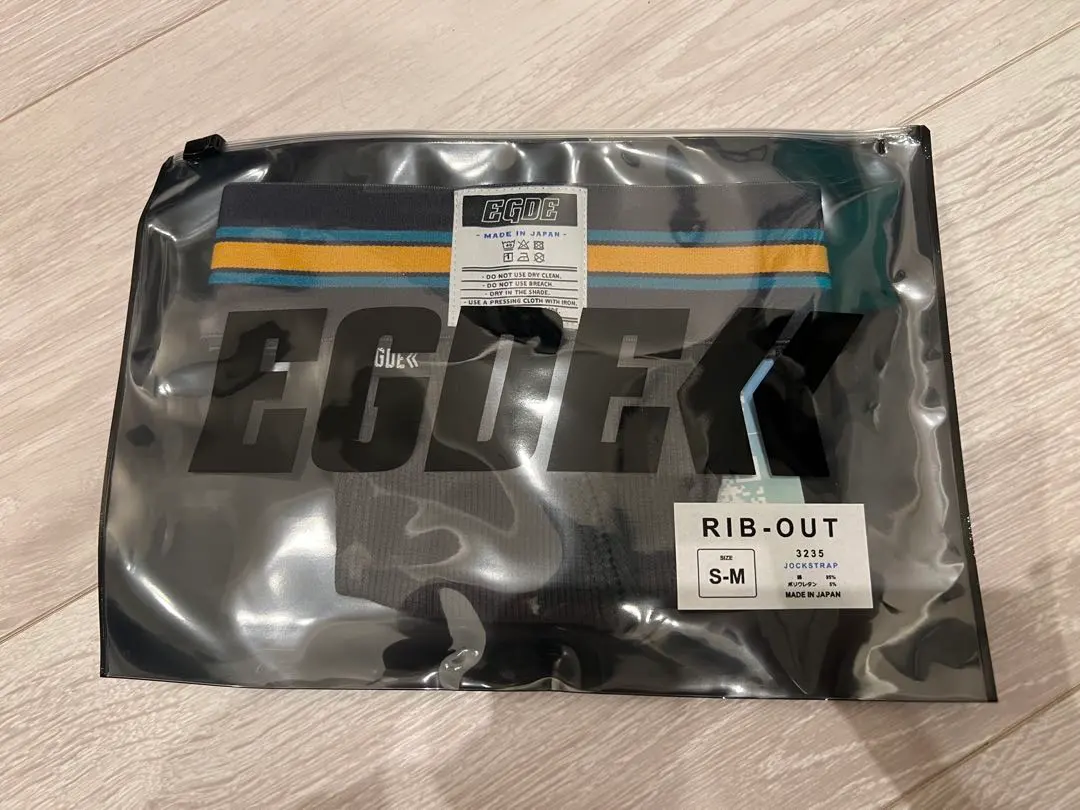 EGDE
- MADE IN JAPAN -
- DO NOT USE DRY CLEAN.
- DO NOT USE BREACH.
- DRY IN THE SHADE.
- USE A PRESSING CLOTH WITH IRON.
EGDE
GDE
RIB-OUT
SIZE
S-M
3235
JOCKSTRAP
綿 95%
ポリウレタン 5%
MADE IN JAPAN